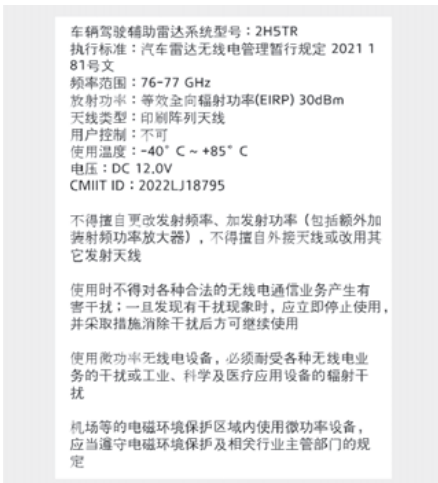 车辆驾驶辅助雷达系统型号：2H5TR
执行标准：汽车雷达无线电管理暂行规定 2021 1
81号文
频率范围：76-77 GHz
放射功率：等效全向辐射功率(EIRP) 30dBm
天线类型：印刷阵列天线
用户控制：不可
使用温度：-40° C ~ +85° C
电压：DC 12.0V
CMIIT ID：2022LJ18795
不得擅自更改发射频率、加发射功率（包括额外加
装射频功率放大器），不得擅自外接天线或改用其
它发射天线
使用时不得对各种合法的无线电通信业务产生有
害干扰；一旦发现有干扰现象时，应立即停止使用，
并采取措施消除干扰后方可继续使用
使用微功率无线电设备，必须耐受各种无线电业
务的干扰或工业、科学及医疗应用设备的辐射干
扰
机场等的电磁环境保护区域内使用微功率设备，
应当遵守电磁环境保护及相关行业主管部门的规
定